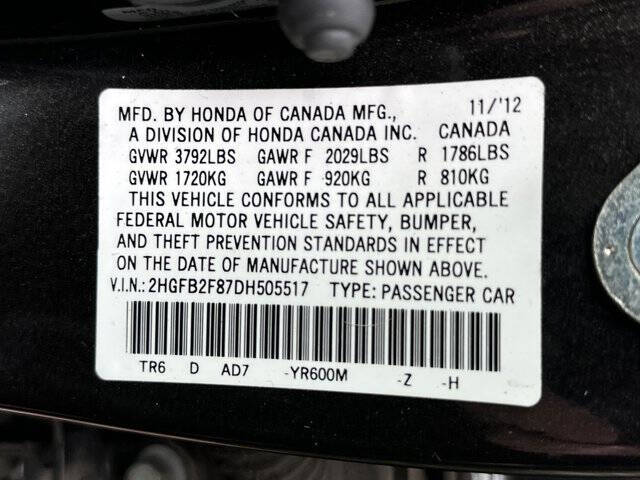 MFD. BY HONDA OF CANADA MFG., 11/'12
A DIVISION OF HONDA CANADA INC. CANADA
GVWR 3792LBS GAWR F 2029LBS R 1786LBS
GVWR 1720KG GAWR F 920KG R 810KG
THIS VEHICLE CONFORMS TO ALL APPLICABLE
FEDERAL MOTOR VEHICLE SAFETY, BUMPER,
AND THEFT PREVENTION STANDARDS IN EFFECT
ON THE DATE OF MANUFACTURE SHOWN ABOVE.
V.I.N.: 2HGFB2F87DH505517 TYPE: PASSENGER CAR
TR6 D AD7 -YR600M -Z -H